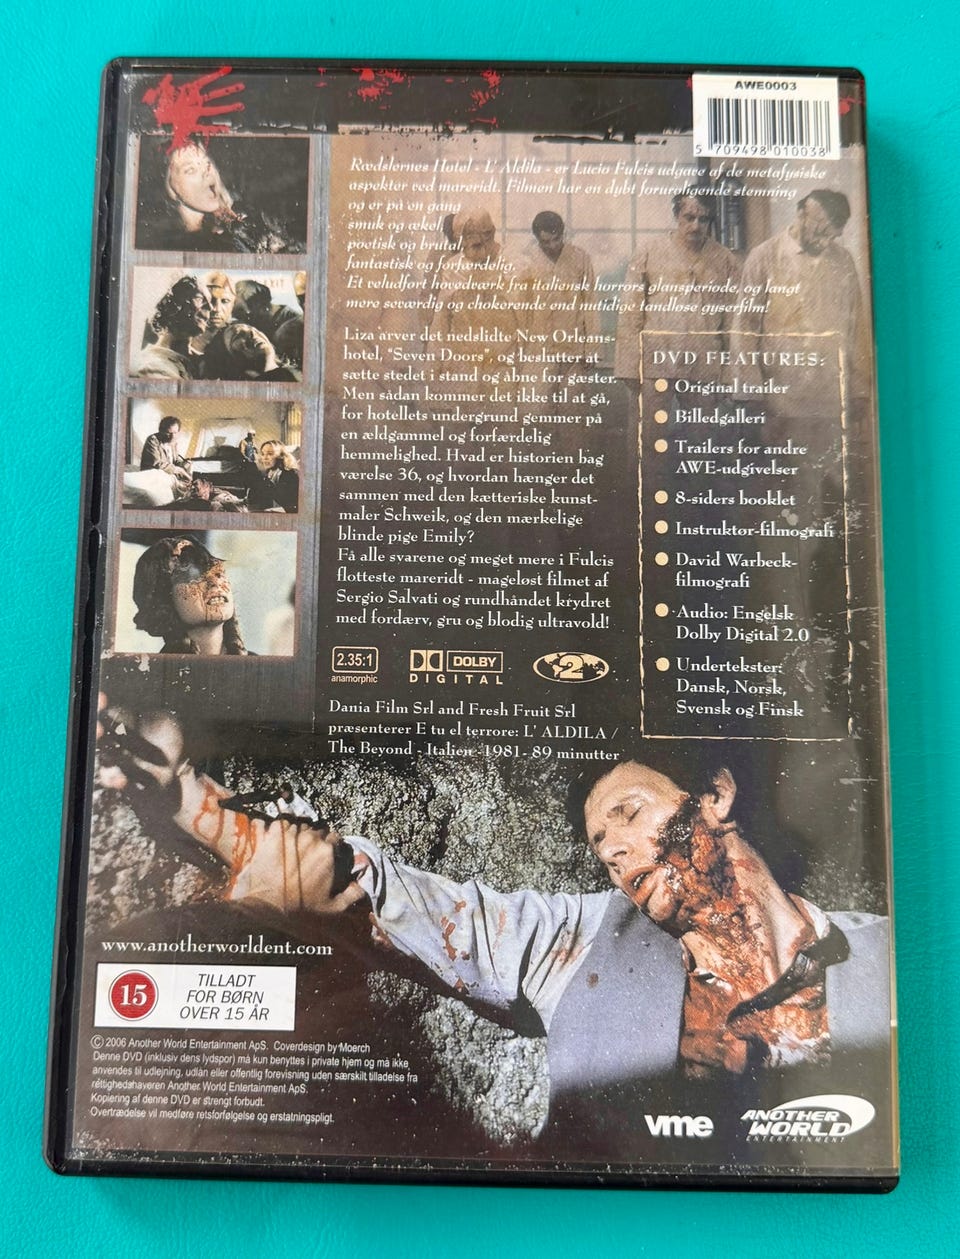 AWE0003
5 709498 010038
Rædslernes Hotel - L' Aldila - er Lucio Fulcis udgave af de metafysiske
aspekter ved mareridt. Filmen har en dybt foruroligende stemning
og er på en gang
smuk og ækel,
poetisk og brutal,
fantastisk og forfærdelig.
Et veludført hovedværk fra italiensk horrors glansperiode, og langt
mere seværdig og chokerende end nutidige tandløse gyserfilm!
Liza arver det nedslidte New Orleans-
hotel, "Seven Doors", og beslutter at
sætte stedet i stand og åbne for gæster.
Men sådan kommer det ikke til at gå,
for hotellets undergrund gemmer på
en ældgammel og forfærdelig
hemmelighed. Hvad er historien bag
værelse 36, og hvordan hænger det
sammen med den kætteriske kunst-
maler Schweik, og den mærkelige
blinde pige Emily?
Få alle svarene og meget mere i Fulcis
flotteste mareridt - mageløst filmet af
Sergio Salvati og rundhåndet krydret
med fordærv, gru og blodig ultravold!
DVD FEATURES:
Original trailer
Billedgalleri
Trailers for andre
AWE-udgivelser
8-siders booklet
Instruktør-filmografi
David Warbeck-
filmografi
Audio: Engelsk
Dolby Digital 2.0
Undertekster:
Dansk, Norsk,
Svensk og Finsk
2.35:1
anamorphic
DOLBY
DIGITAL
2
Dania Film Srl and Fresh Fruit Srl
præsenterer E tu el terrore: L' ALDILA /
The Beyond - Italien -1981- 89 minutter
EXIT
www.anotherworldent.com
15
TILLADT
FOR BØRN
OVER 15 ÅR
© 2006 Another World Entertainment ApS. Coverdesign by Moerch
Denne DVD (inklusiv dens lydspor) må kun benyttes i private hjem og må ikke
anvendes til udlejning, udlån eller offentlig forevisning uden særskilt tilladelse fra
rettighedshaveren Another World Entertainment ApS.
Kopiering af denne DVD er strengt forbudt.
Overtrædelse vil medføre retsforfølgelse og erstatningspligt.
vme
ANOTHER
WORLD
ENTERTAINMENT